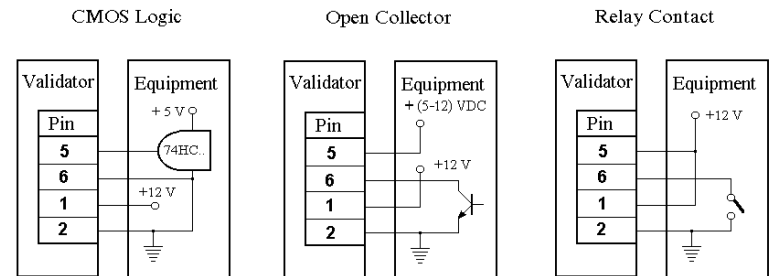 CMOS Logic
Validator
Equipment
+ 5 V
Pin
5
74HC..
6
+12 V
1
2
Open Collector
Validator
Equipment
+ (5-12) VDC
Pin
5
+12 V
6
1
2
Relay Contact
Validator
Equipment
+12 V
Pin
5
6
1
2